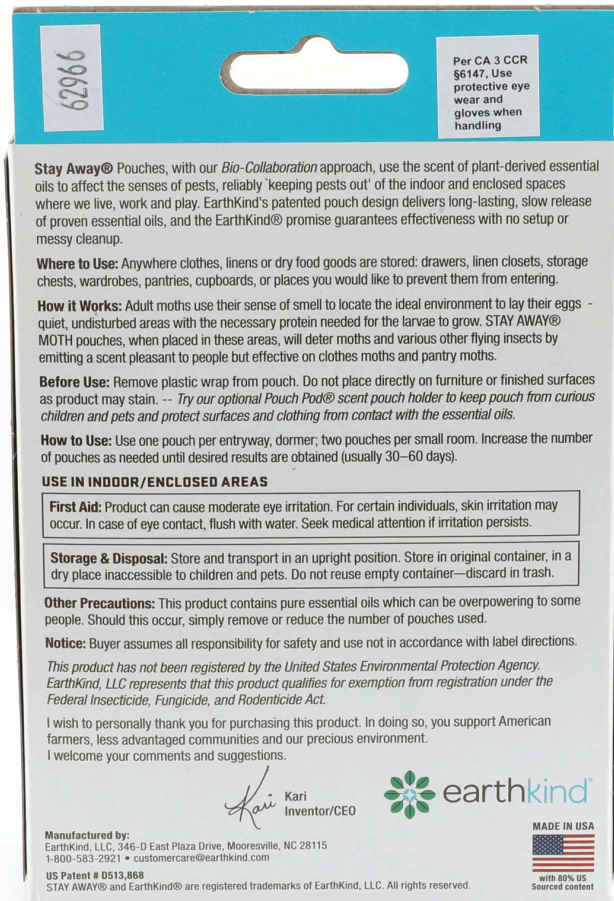 62966
Per CA 3 CCR
§6147, Use
protective eye
wear and
gloves when
handling
Stay Away® Pouches, with our Bio-Collaboration approach, use the scent of plant-derived essential
oils to affect the senses of pests, reliably `keeping pests out' of the indoor and enclosed spaces
where we live, work and play. EarthKind's patented pouch design delivers long-lasting, slow release
of proven essential oils, and the EarthKind® promise guarantees effectiveness with no setup or
messy cleanup.
Where to Use: Anywhere clothes, linens or dry food goods are stored: drawers, linen closets, storage
chests, wardrobes, pantries, cupboards, or places you would like to prevent them from entering.
How it Works: Adult moths use their sense of smell to locate the ideal environment to lay their eggs -
quiet, undisturbed areas with the necessary protein needed for the larvae to grow. STAY AWAY®
MOTH pouches, when placed in these areas, will deter moths and various other flying insects by
emitting a scent pleasant to people but effective on clothes moths and pantry moths.
Before Use: Remove plastic wrap from pouch. Do not place directly on furniture or finished surfaces
as product may stain. -- Try our optional Pouch Pod® scent pouch holder to keep pouch from curious
children and pets and protect surfaces and clothing from contact with the essential oils.
How to Use: Use one pouch per entryway, dormer; two pouches per small room. Increase the number
of pouches as needed until desired results are obtained (usually 30–60 days).
USE IN INDOOR/ENCLOSED AREAS
First Aid: Product can cause moderate eye irritation. For certain individuals, skin irritation may
occur. In case of eye contact, flush with water. Seek medical attention if irritation persists.
Storage & Disposal: Store and transport in an upright position. Store in original container, in a
dry place inaccessible to children and pets. Do not reuse empty container—discard in trash.
Other Precautions: This product contains pure essential oils which can be overpowering to some
people. Should this occur, simply remove or reduce the number of pouches used.
Notice: Buyer assumes all responsibility for safety and use not in accordance with label directions.
This product has not been registered by the United States Environmental Protection Agency.
EarthKind, LLC represents that this product qualifies for exemption from registration under the
Federal Insecticide, Fungicide, and Rodenticide Act.
I wish to personally thank you for purchasing this product. In doing so, you support American
farmers, less advantaged communities and our precious environment.
I welcome your comments and suggestions.
Kari
Kari
Inventor/CEO
earthkind®
Manufactured by:
EarthKind, LLC, 346-D East Plaza Drive, Mooresville, NC 28115
1-800-583-2921 • customercare@earthkind.com
US Patent # D513,868
STAY AWAY® and EarthKind® are registered trademarks of EarthKind, LLC. All rights reserved.
MADE IN USA
with 80% US
Sourced content